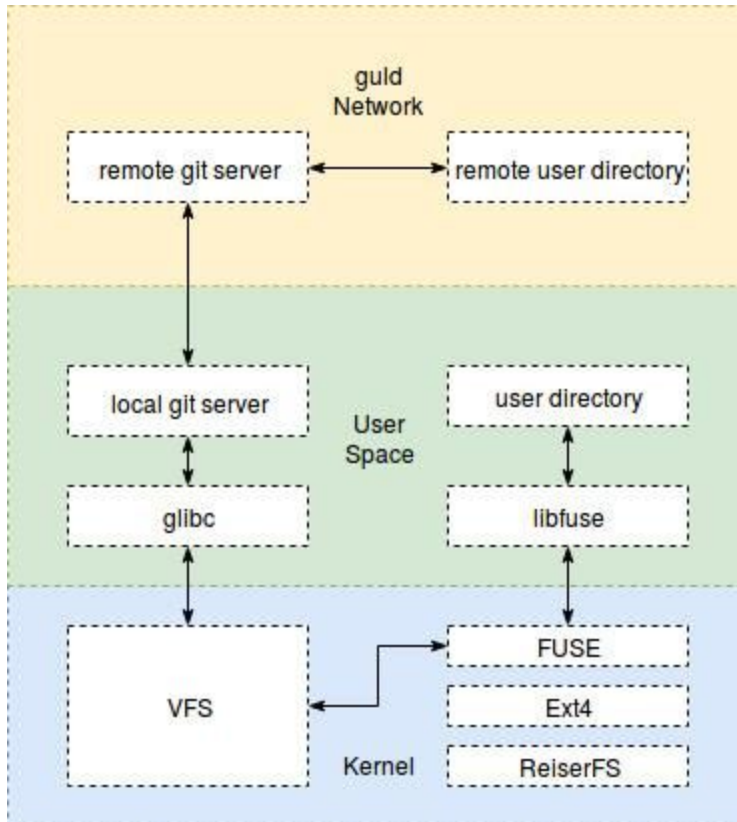 guld
Network
remote git server
remote user directory
local git server
user directory
User
Space
glibc
libfuse
VFS
FUSE
Ext4
Kernel
ReiserFS